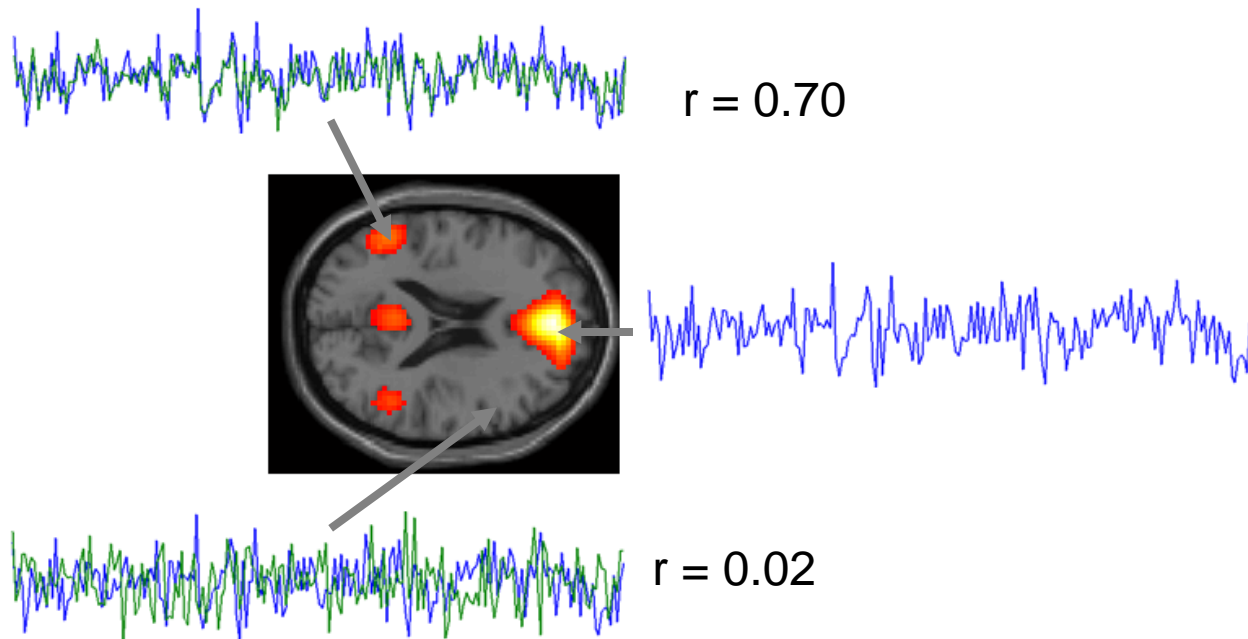 r = 0.70
r = 0.02